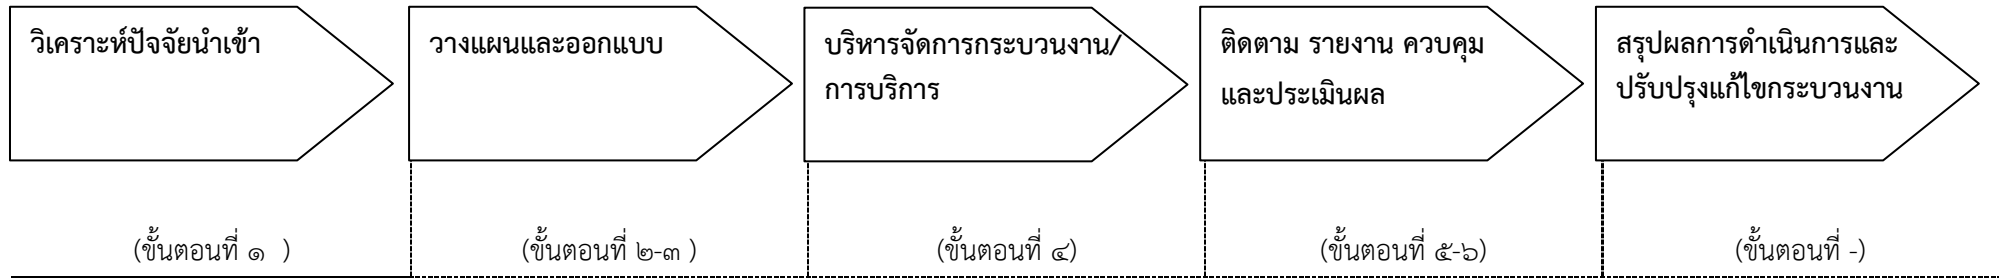 วิเคราะห์ปัจจัยนำเข้า
วางแผนและออกแบบ
บริหารจัดการกระบวนงาน/
การบริการ
ติดตาม รายงาน ควบคุม
และประเมินผล
สรุปผลการดำเนินการและ
ปรับปรุงแก้ไขกระบวนงาน
(ขั้นตอนที่ ๑ )
(ขั้นตอนที่ ๒-๓ )
(ขั้นตอนที่ ๔)
(ขั้นตอนที่ ๕-๖)
(ขั้นตอนที่ -)